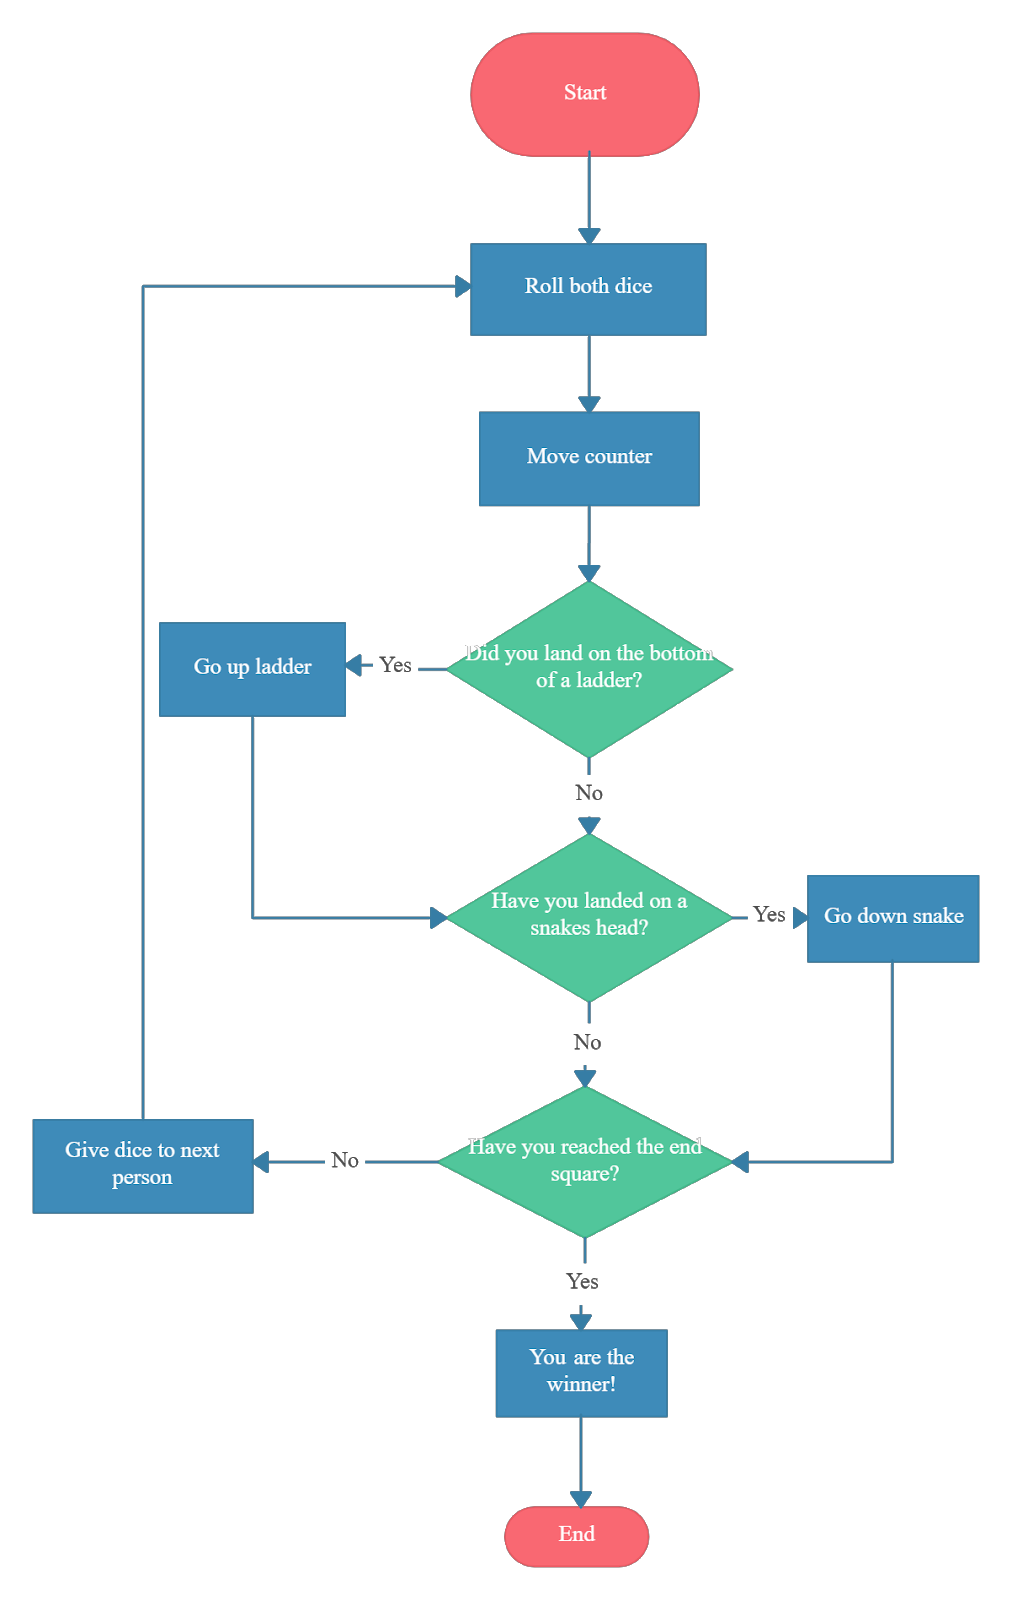 Start
Roll both dice
Move counter
Did you land on the bottom
of a ladder?
Yes
Go up ladder
No
Have you landed on a
snakes head?
Yes
Go down snake
No
Have you reached the end
square?
No
Give dice to next
person
Yes
You are the
winner!
End